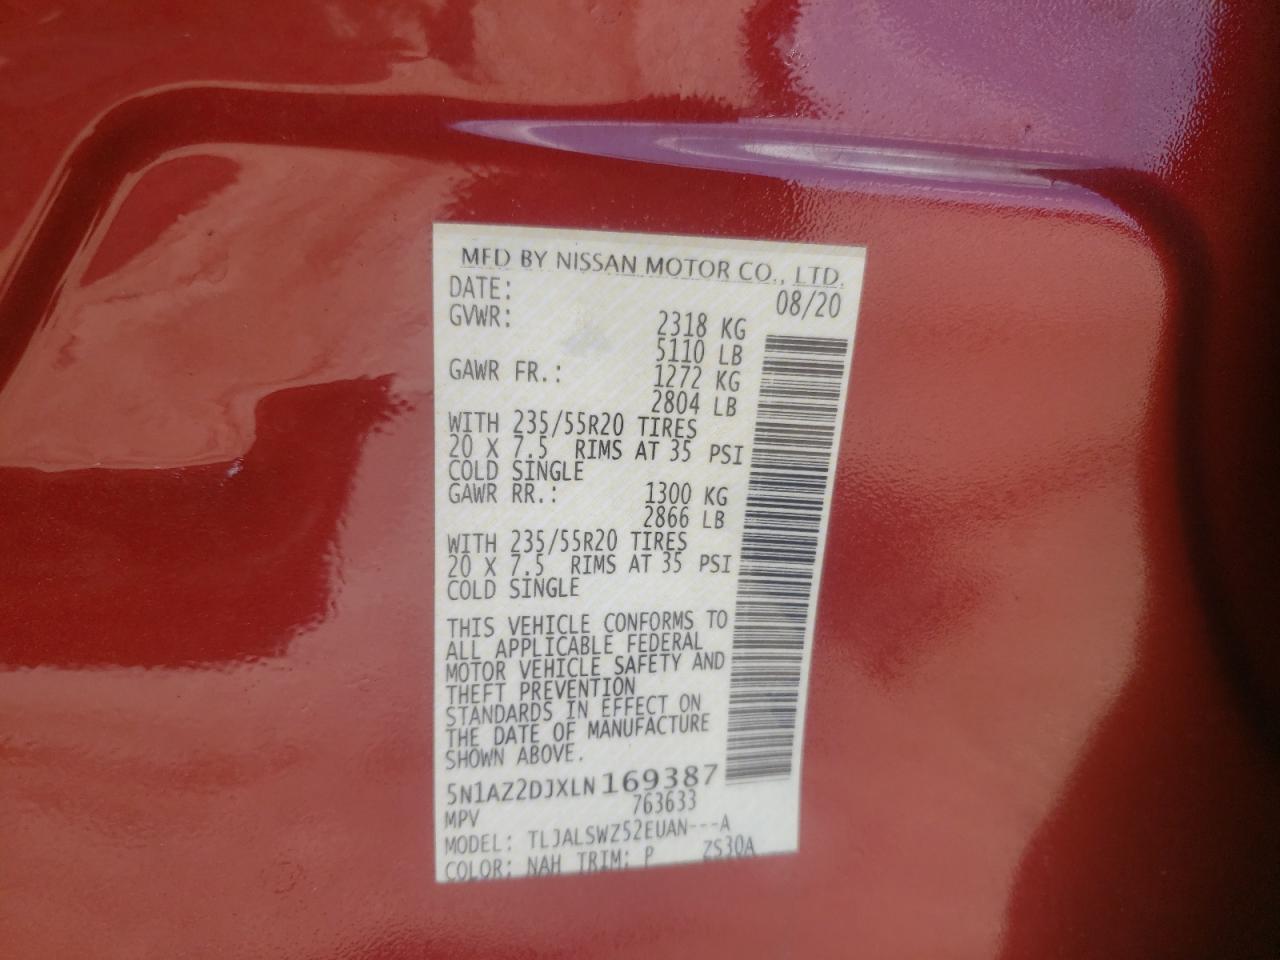 MFD BY NISSAN MOTOR CO., LTD.
DATE: 08/20
GVWR: 2318 KG
5110 LB
GAWR FR.: 1272 KG
2804 LB
WITH 235/55R20 TIRES
20 X 7.5 RIMS AT 35 PSI
COLD SINGLE
GAWR RR.: 1300 KG
2866 LB
WITH 235/55R20 TIRES
20 X 7.5 RIMS AT 35 PSI
COLD SINGLE
THIS VEHICLE CONFORMS TO
ALL APPLICABLE FEDERAL
MOTOR VEHICLE SAFETY AND
THEFT PREVENTION
STANDARDS IN EFFECT ON
THE DATE OF MANUFACTURE
SHOWN ABOVE.
5N1AZ2DJXLN169387
MPV 763633
MODEL: TLJALSWZ52EUAN---A
COLOR: NAH TRIM: P ZS30A